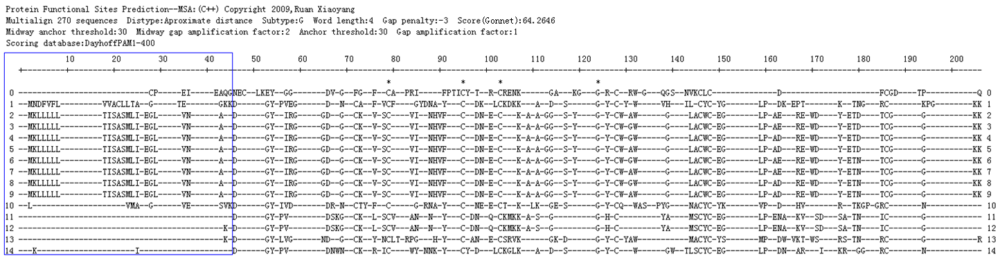 Protein Functional Sites Prediction--MSA:(C++) Copyright 2009,Ruan Xiaoyang
Multialign 270 sequences  Distype:Aproximate distance  Subtype:G  Word length:4  Gap penalty:-3  Score(Gonnet):64.2646
Midway anchor threshold:30  Midway gap amplification factor:2  Anchor threshold:30  Gap amplification factor:1
Scoring database:DayhoffPAM1-400
10 20 30 40 50 60 70 80 90 100 110 120 130 140 150 160 170 180 190 200
* * * *
0 ----------------------------CP-----EI-----EAQGNEC--LKEY--GG-------DV-G--FG--F--CA--PRI-----FPTICY-T--R-CRENK-----GA---KG---G-R-C--RW-G---QGS--NVKCLC--------------D---------------------FCGD--TP-----------Q 0
1 --MNDFVFL---------VVACLLTA--G-----TE-------GKKD------GY-PVEG-----D--N---CA--F-VCF----GYDNA-Y----C--DK--LCKDKK---A--D--S------GY-C-YW-G-----VH---IL-CYC-YG-------LP--DK-EPT------K--TNG--RC-------KPG--------KK 1
2 --MKLLLLL---------TISASMLI-EGL-----VN------A--D------GY--IRG-----GD--G--CK--V-SC----VI--NHVF----C--DN-E-C---K-A-AGG--S-Y----G-Y-CW-GW------G----LACWC-EG-------LP-AE---RE-WD----Y-ETD----TCG-------G----------KK 2
3 --MKLLLLL---------TISASMLI-EGL-----VN------A--D------GY--IRG-----GD--G--CK--V-SC----VI--NHVF----C--DN-E-C---K-A-AGG--S-Y----G-Y-CW-GW------G----LACWC-EG-------LP-AE---RE-WD----Y-ETD----TCG-------G----------KK 3
4 --MKLLLLL---------TISASMLI-EGL-----VN------A--D------GY--IRG-----GD--G--CK--V-SC----VI--NHVF----C--DN-E-C---K-A-AGG--S-Y----G-Y-CW-AW------G----LACWC-EG-------LP-AD---RE-WD----Y-ETD----TCG-------G----------KK 4
5 --MKLLLLL---------TISASMLI-EGL-----VN------A--D------GY--IRG-----GD--G--CK--V-SC----VI--NHVF----C--DN-E-C---K-A-AGG--S-Y----G-Y-CW-AW------G----LACWC-EG-------LP-AD---RE-WD----Y-ETD----TCG-------G----------KK 5
6 --MKLLLLL---------TISASMLI-EGL-----VN------A--D------GY--IRG-----GD--G--CK--V-SC----VI--NHVF----C--DN-E-C---K-A-AGG--S-Y----G-Y-CW-AW------G----LACWC-EG-------LP-AD---RE-WD----Y-ETN----TCG-------G----------KK 6
7 --MKLLLLL---------TISASMLI-EGL-----VN------A--D------GY--IRG-----GD--G--CK--V-SC----VI--NHVF----C--DN-E-C---K-A-AGG--S-Y----G-Y-CW-AW------G----LACWC-EG-------LP-AE---RE-WD----Y-ETN----TCG-------G----------KK 7
8 --MKLLLLL---------TISASMLI-EGL-----VN------A--D------GY--IRG-----GD--G--CK--V-SC----VI--NHVF----C--DN-E-C---K-A-AGG--S-Y----G-Y-CW-AW------G----LACWC-EG-------LP-AD---RE-WD----Y-ETN----TCG-------G----------KK 8
9 --MKLLLLL---------TISASMLI-EGL-----VN------A--D------GY--IRG-----GD--G--CK--V-SC----VI--NHVF----C--DN-E-C---K-A-AGG--S-Y----G-Y-CW-AW------G----LACWC-EG-------LP-AE---RE-WD----Y-ETN----TCG-------G----------KK 9
10 --L--------------------VMA--G-----VE------SVKD------GY-IVD-------DR-N--CTY-F--C-----G-RNA-Y----C--NE-E-CT--K--LK--GE-S------G-Y-CQ--WAS--PYG---NACYC-YK-------VP--D--HV-------R--TKGP-GRC-------N------------ 10
11 D------GY-PV--------DSKG--CK--L-SCV---AN--N--Y---C-DN--Q-CKMKK--A-S--G---------G-H-C---------YA---MSCYC-EG-------LP--ENA--KV--SD---SA-TN----IC-------G------------ 11
12 K-D------GY-PV--------DSKG--CK--L-SCV---AN--N--Y---C-DN--Q-CKMKK--A-S--G---------G-H-C---------YA---MSCYC-EG-------LP--ENA--KV--SD---SA-TN----IC-------G------------ 12
13 K-D------GY-LVG-------ND--G--CK--Y-NCLT-RPG---H-Y---C-AN--E-CSRVK------GK-D------G-Y-C-YAW-----------MACYC-YS-------MP--DW-VKT-WS----RS-T-N---RC-------G-----------R 13
14 ---K---------------------I-------------------D------GY-PV-------DNWN--CK--R-IC-----WY-NNK-Y----C--YD--LCKGLK---A--D--S------G-Y-C---W------GW--TLSCYC-EG-------LP--DN--AR---I---KR--GG---RC-------G------------ 14